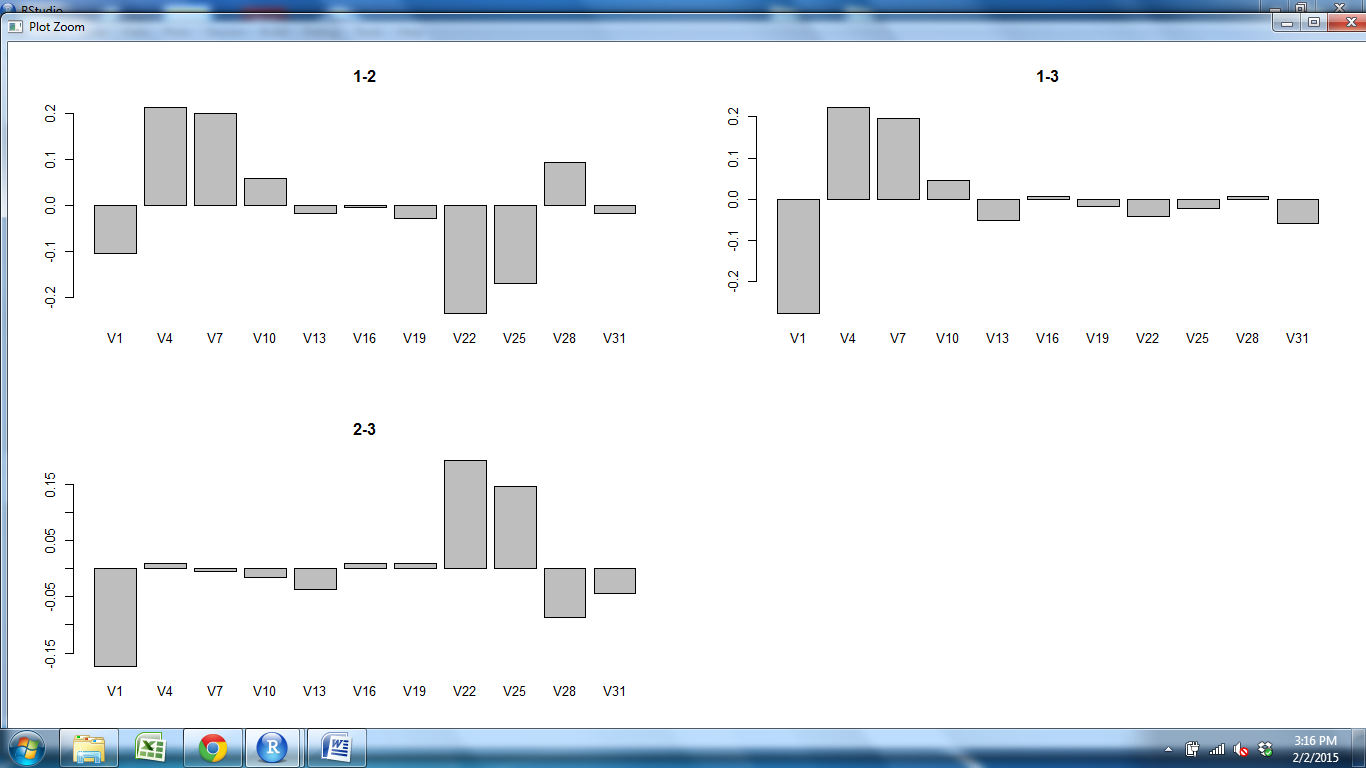 RStudio
Plot Zoom
1-2
0.2
0.1
0.0
-0.1
-0.2
V1 V4 V7 V10 V13 V16 V19 V22 V25 V28 V31
1-3
0.2
0.1
0.0
-0.1
-0.2
V1 V4 V7 V10 V13 V16 V19 V22 V25 V28 V31
2-3
0.15
0.05
-0.05
-0.15
V1 V4 V7 V10 V13 V16 V19 V22 V25 V28 V31
R
W
3:16 PM
2/2/2015